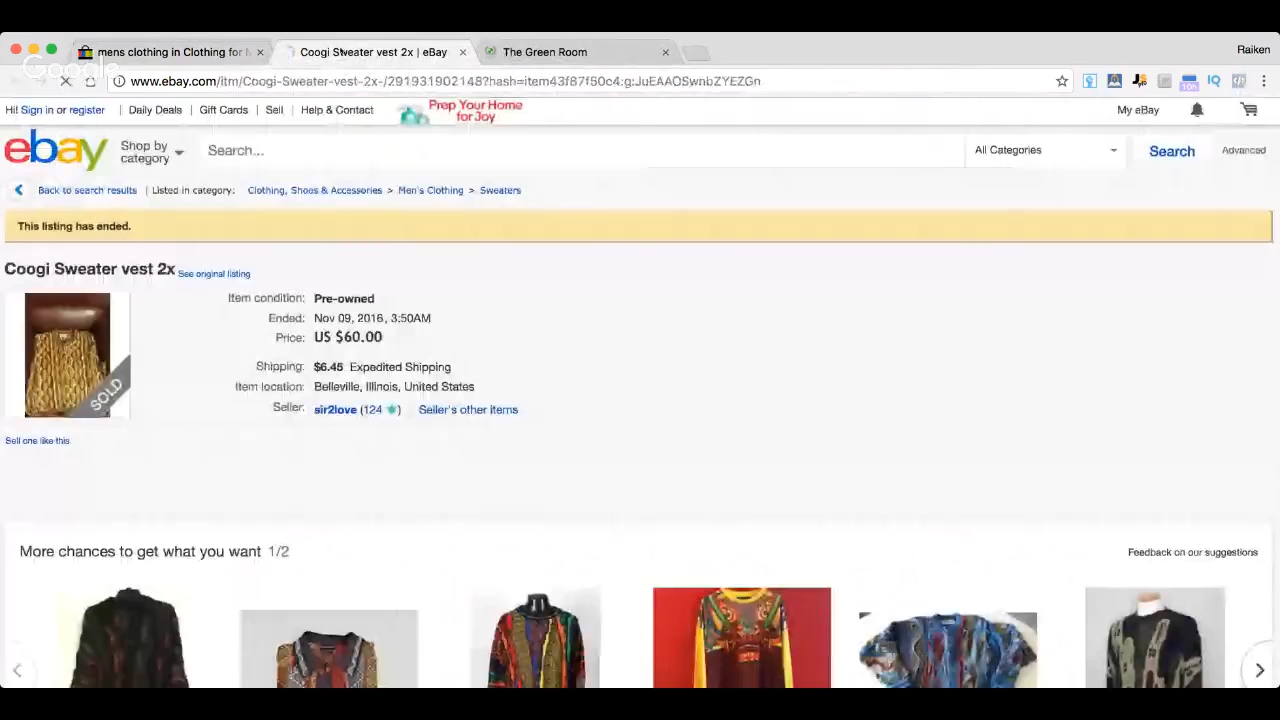 mens clothing in Clothing for
Coogi Sweater vest 2x | eBay
The Green Room
Raiken
Google
www.ebay.com/itm/Coogi-Sweater-vest-2x-/291931902148?hash=item43f87f50c4:g:JuEAAOSwnbZYEZGn
Hi! Sign in or register
Daily Deals
Gift Cards
Sell
Help & Contact
Prep Your Home
for Joy
My eBay
ebay
Shop by
category
Search...
All Categories
Search
Advanced
Back to search results
Listed in category:
Clothing, Shoes & Accessories > Men's Clothing > Sweaters
This listing has ended.
Coogi Sweater vest 2x See original listing
SOLD
Item condition: Pre-owned
Ended: Nov 09, 2016, 3:50AM
Price: US $60.00
Shipping: $6.45 Expedited Shipping
Item location: Belleville, Illinois, United States
Seller: sir2love (124) Seller's other items
Sell one like this
More chances to get what you want 1/2
Feedback on our suggestions